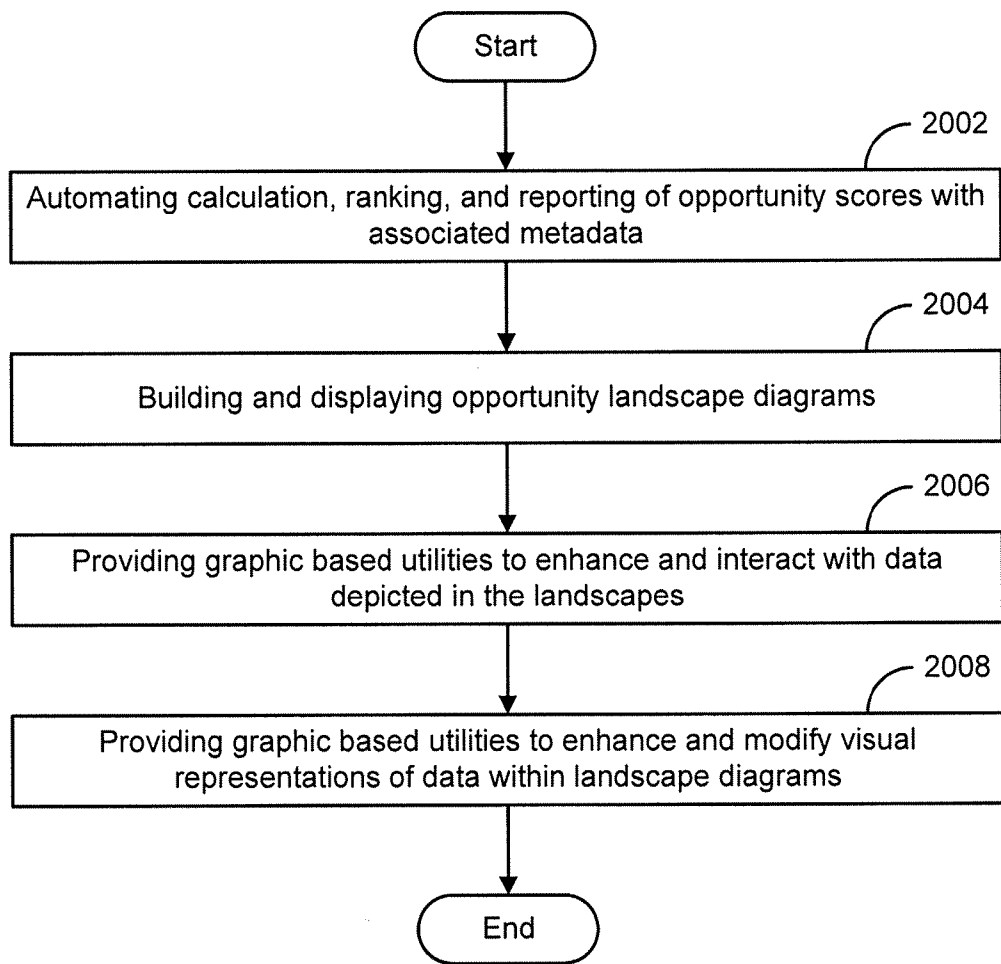 Start
2002
Automating calculation, ranking, and reporting of opportunity scores with
associated metadata
2004
Building and displaying opportunity landscape diagrams
2006
Providing graphic based utilities to enhance and interact with data
depicted in the landscapes
2008
Providing graphic based utilities to enhance and modify visual
representations of data within landscape diagrams
End